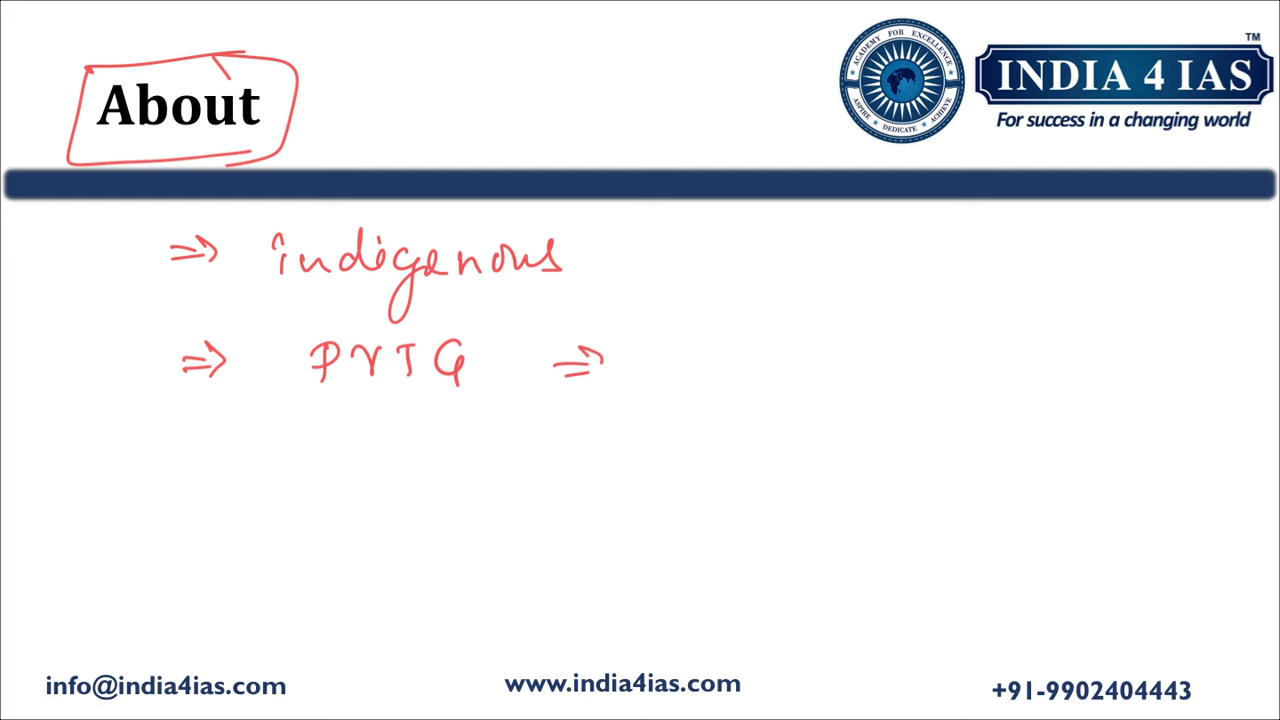 About
ACADEMY FOR EXCELLENCE
ASPIRE DEDICATE ACHIEVE
INDIA 4 IAS TM
For success in a changing world
⇒ indigenous
⇒ PVTG ⇒
info@india4ias.com
www.india4ias.com
+91-9902404443